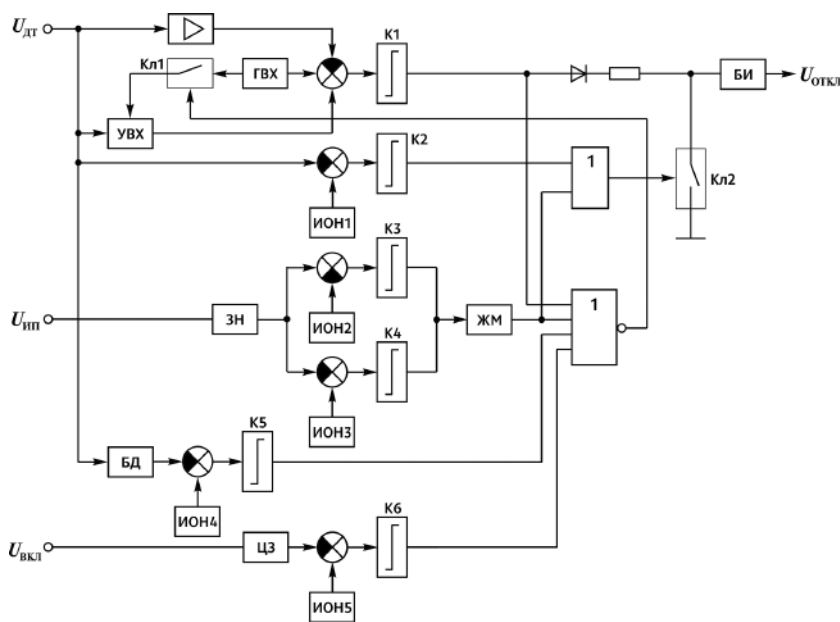 U_ДТ
К1
Кл1
ГВХ
БИ
U_ОТКЛ
УВХ
К2
1
Кл2
ИОН1
К3
1
U_ИП
ЗН
ИОН2
ЖМ
К4
ИОН3
К5
БД
ИОН4
К6
U_ВКЛ
ЦЗ
ИОН5